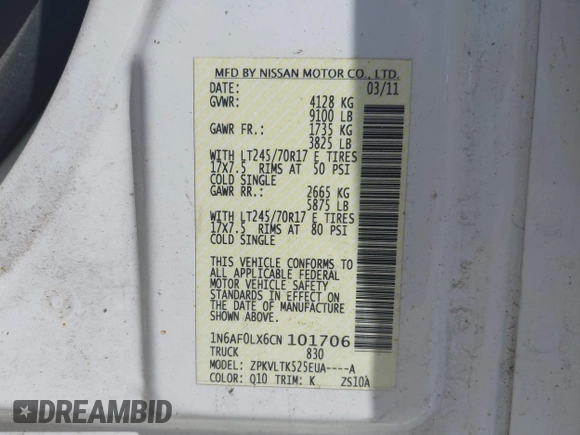 MFD BY NISSAN MOTOR CO., LTD.
DATE: 03/11
GVWR: 4128 KG
9100 LB
GAWR FR.: 1735 KG
3825 LB
WITH LT245/70R17 E TIRES
17X7.5 RIMS AT 50 PSI
COLD SINGLE
GAWR RR.: 2665 KG
5875 LB
WITH LT245/70R17 E TIRES
17X7.5 RIMS AT 80 PSI
COLD SINGLE
THIS VEHICLE CONFORMS TO
ALL APPLICABLE FEDERAL
MOTOR VEHICLE SAFETY
STANDARDS IN EFFECT ON
THE DATE OF MANUFACTURE
SHOWN ABOVE.
1N6AF0LX6CN 101706
TRUCK 830
MODEL: ZPKVLTK525EUA----A
COLOR: Q10 TRIM: K ZS10A
DREAMBID